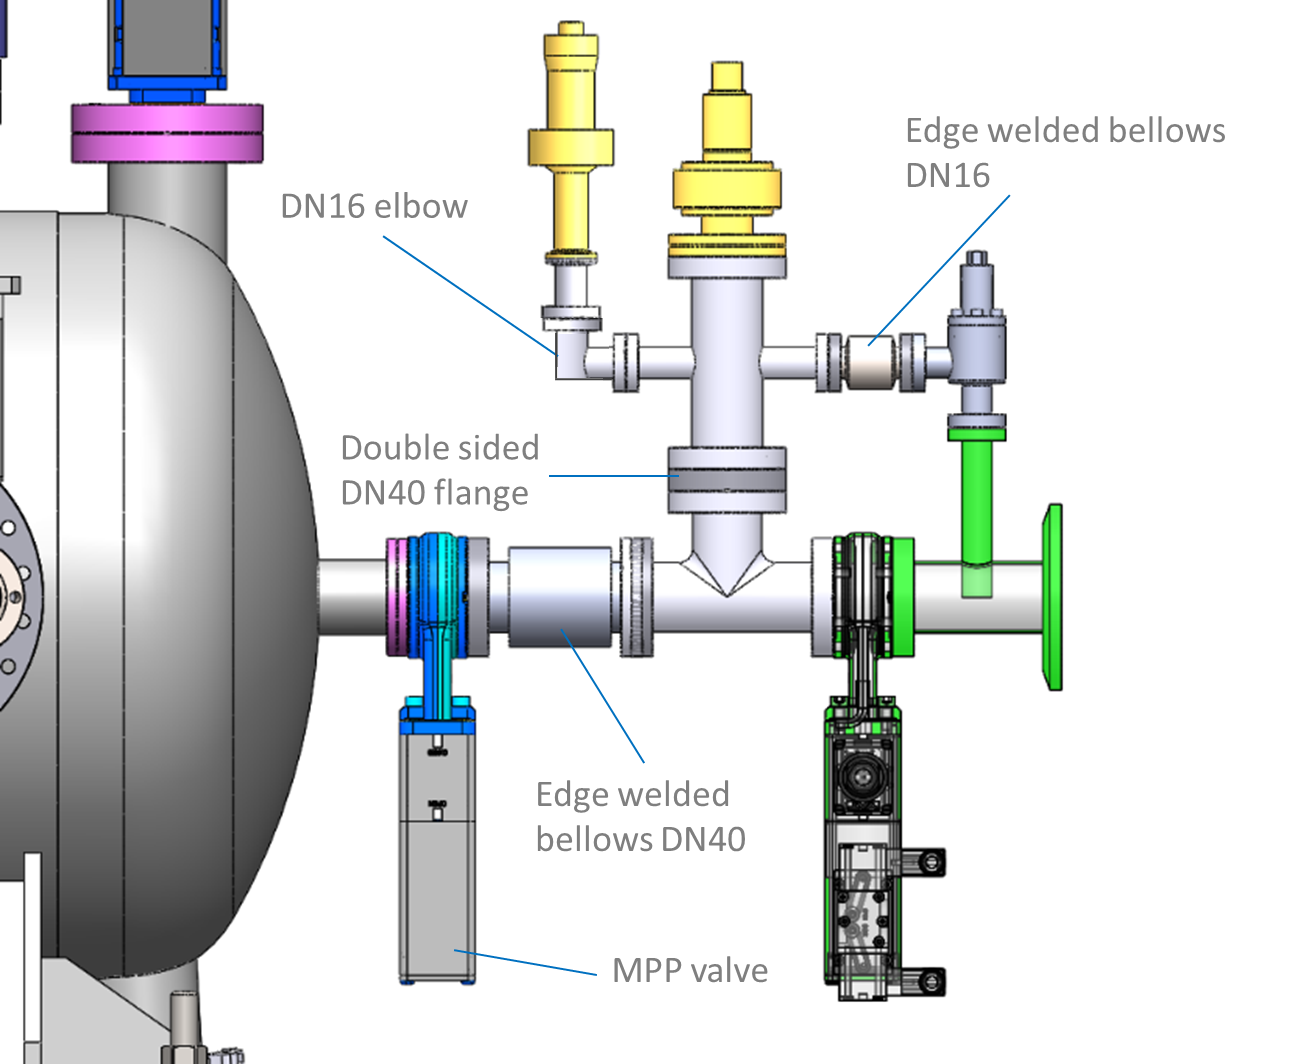 Edge welded bellows
DN16
DN16 elbow
Double sided
DN40 flange
Edge welded
bellows DN40
MPP valve